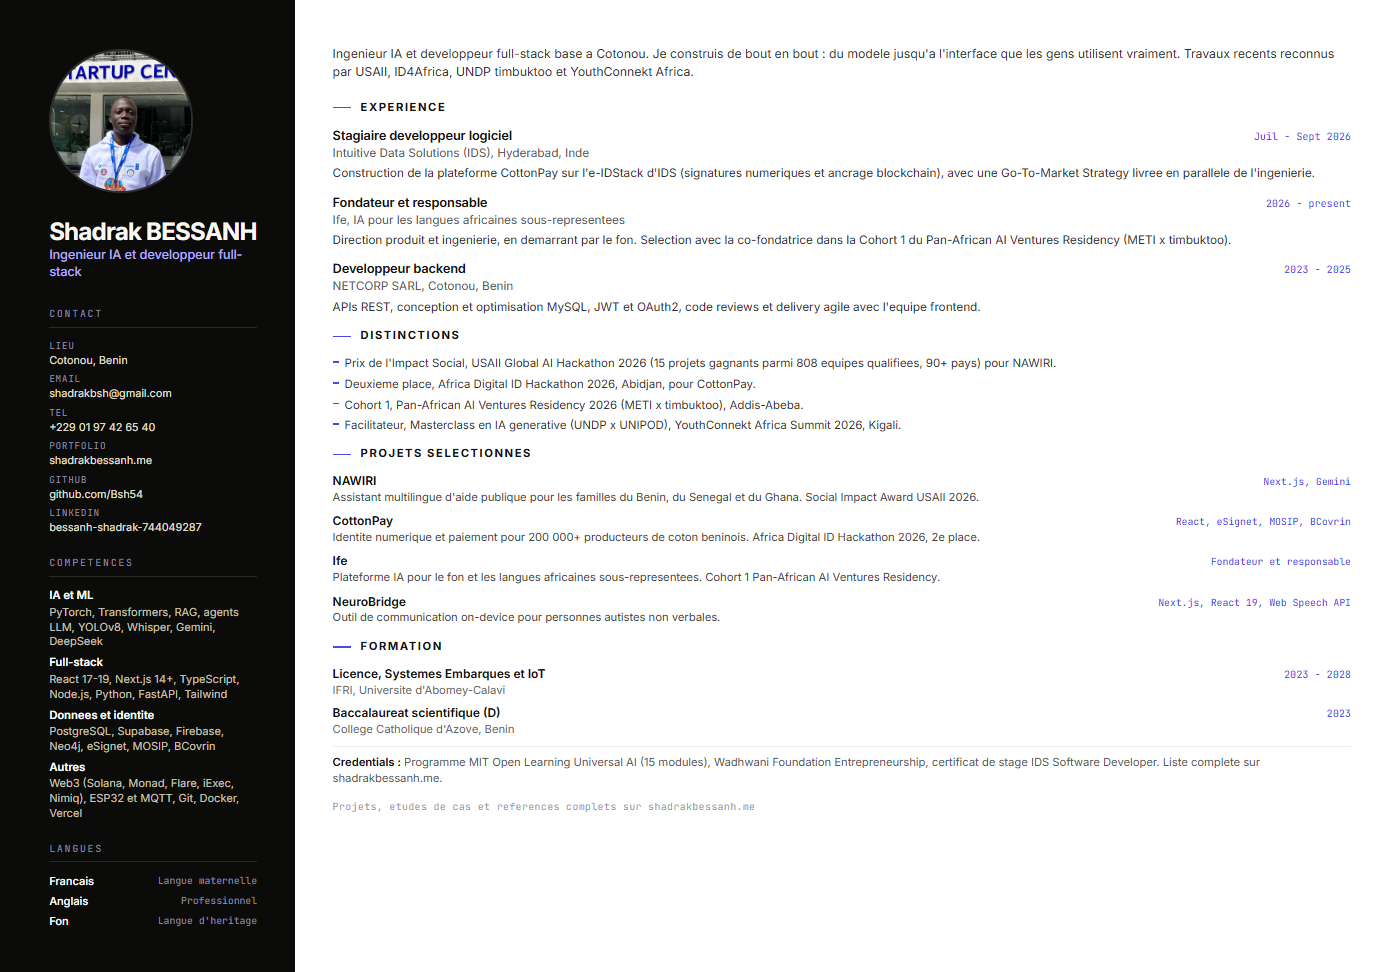 TARTUP CEN
Shadrak BESSANH
Ingenieur IA et developpeur full-
stack
CONTACT
LIEU
Cotonou, Benin
EMAIL
shadrakbsh@gmail.com
TEL
+229 01 97 42 65 40
PORTFOLIO
shadrakbessanh.me
GITHUB
github.com/Bsh54
LINKEDIN
bessanh-shadrak-744049287
COMPETENCES
IA et ML
PyTorch, Transformers, RAG, agents
LLM, YOLOv8, Whisper, Gemini,
DeepSeek
Full-stack
React 17-19, Next.js 14+, TypeScript,
Node.js, Python, FastAPI, Tailwind
Donnees et identite
PostgreSQL, Supabase, Firebase,
Neo4j, eSignet, MOSIP, BCovrin
Autres
Web3 (Solana, Monad, Flare, iExec,
Nimiq), ESP32 et MQTT, Git, Docker,
Vercel
LANGUES
Francais Langue maternelle
Anglais Professionnel
Fon Langue d'heritage
Ingenieur IA et developpeur full-stack base a Cotonou. Je construis de bout en bout : du modele jusqu'a l'interface que les gens utilisent vraiment. Travaux recents reconnus
par USAII, ID4Africa, UNDP timbuktoo et YouthConnekt Africa.
EXPERIENCE
Stagiaire developpeur logiciel Juil - Sept 2026
Intuitive Data Solutions (IDS), Hyderabad, Inde
Construction de la plateforme CottonPay sur l'e-IDStack d'IDS (signatures numeriques et ancrage blockchain), avec une Go-To-Market Strategy livree en parallele de l'ingenierie.
Fondateur et responsable 2026 - present
Ife, IA pour les langues africaines sous-representees
Direction produit et ingenierie, en demarrant par le fon. Selection avec la co-fondatrice dans la Cohort 1 du Pan-African AI Ventures Residency (METI x timbuktoo).
Developpeur backend 2023 - 2025
NETCORP SARL, Cotonou, Benin
APIs REST, conception et optimisation MySQL, JWT et OAuth2, code reviews et delivery agile avec l'equipe frontend.
DISTINCTIONS
- Prix de l'Impact Social, USAII Global AI Hackathon 2026 (15 projets gagnants parmi 808 equipes qualifiees, 90+ pays) pour NAWIRI.
- Deuxieme place, Africa Digital ID Hackathon 2026, Abidjan, pour CottonPay.
- Cohort 1, Pan-African AI Ventures Residency 2026 (METI x timbuktoo), Addis-Abeba.
- Facilitateur, Masterclass en IA generative (UNDP x UNIPOD), YouthConnekt Africa Summit 2026, Kigali.
PROJETS SELECTIONNES
NAWIRI Next.js, Gemini
Assistant multilingue d'aide publique pour les familles du Benin, du Senegal et du Ghana. Social Impact Award USAII 2026.
CottonPay React, eSignet, MOSIP, BCovrin
Identite numerique et paiement pour 200 000+ producteurs de coton beninois. Africa Digital ID Hackathon 2026, 2e place.
Ife Fondateur et responsable
Plateforme IA pour le fon et les langues africaines sous-representees. Cohort 1 Pan-African AI Ventures Residency.
NeuroBridge Next.js, React 19, Web Speech API
Outil de communication on-device pour personnes autistes non verbales.
FORMATION
Licence, Systemes Embarques et IoT 2023 - 2028
IFRI, Universite d'Abomey-Calavi
Baccalaureat scientifique (D) 2023
College Catholique d'Azove, Benin
Credentials : Programme MIT Open Learning Universal AI (15 modules), Wadhwani Foundation Entrepreneurship, certificat de stage IDS Software Developer. Liste complete sur
shadrakbessanh.me.
Projets, etudes de cas et references complets sur shadrakbessanh.me